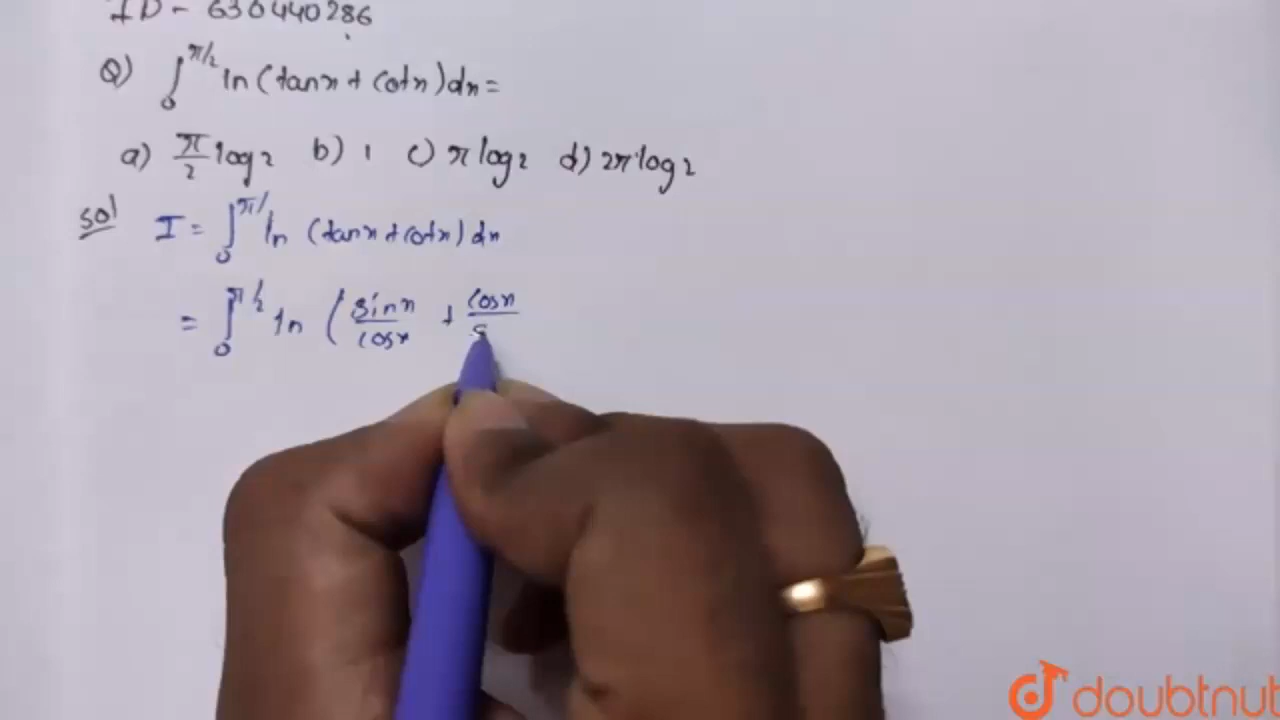 ID - 630440286
Q) ∫₀^π/2 ln (tanx + cotx) dx =
a) π/2 log2 b) 1 c) π log2 d) 2π log2
Sol I = ∫₀^π/ ln (tanx + cotx) dx
= ∫₀^π/2 ln ( sinx/cosx + cosx/s
doubtnut